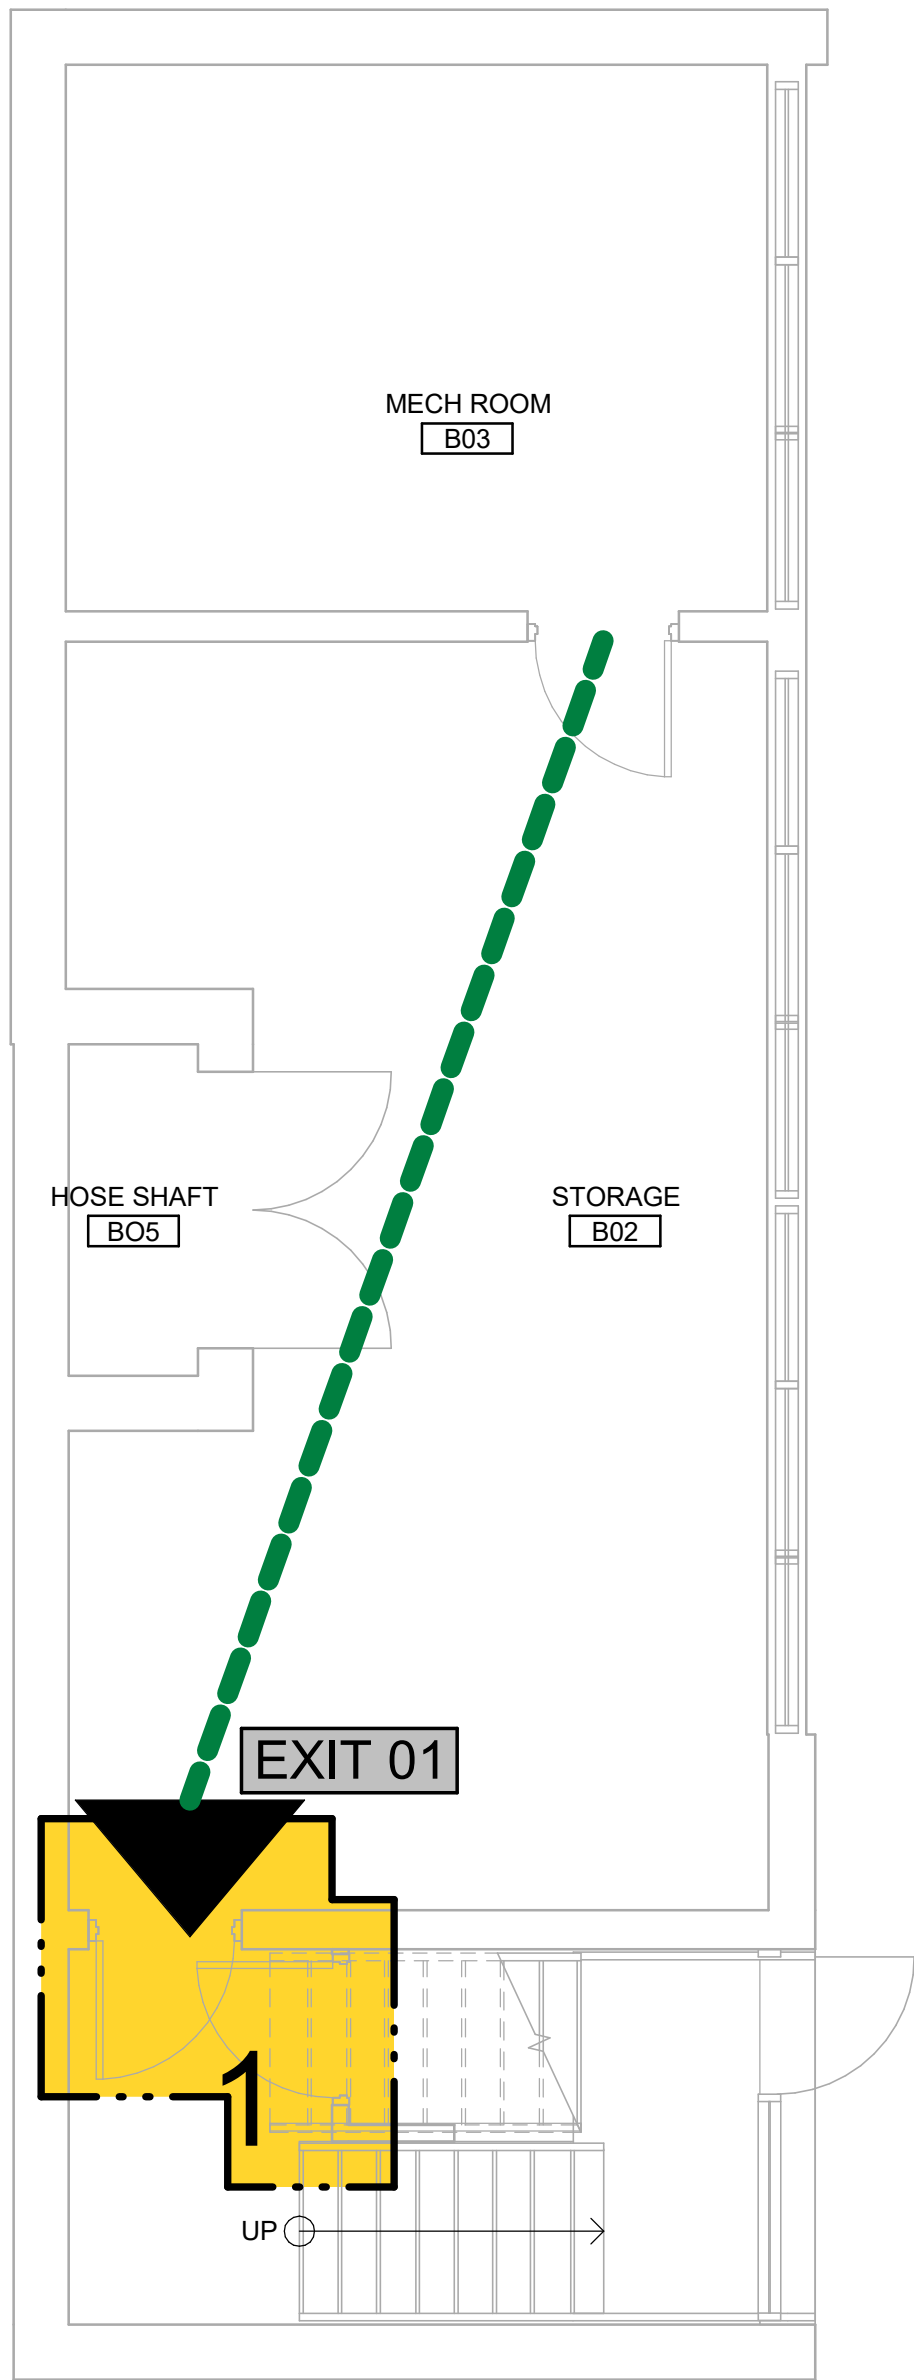 MECH ROOM
B03
HOSE SHAFT
BO5
STORAGE
B02
EXIT 01
1
UP